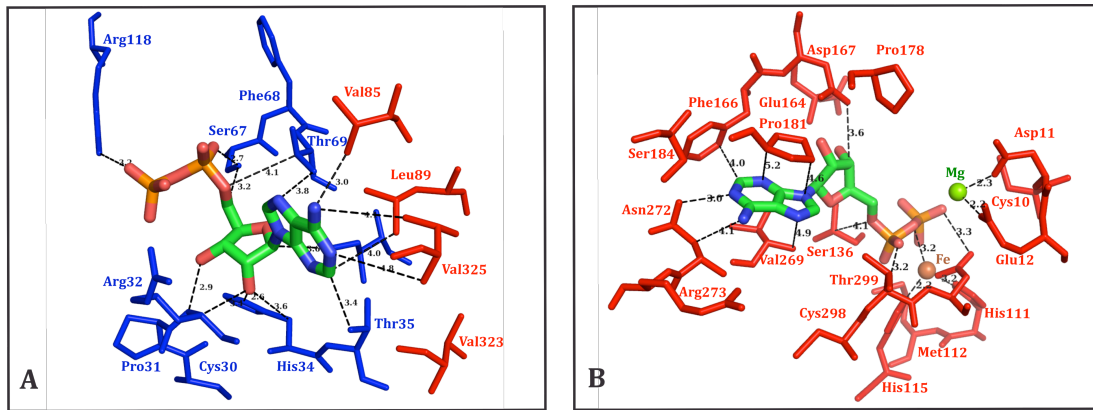 Arg118
Phe68
Val85
Ser67
Thr69
3.2
2.7
4.1
3.0
3.2
3.8
Leu89
4.0
4.8
Val325
Arg32
2.9
2.6
3.6
3.4
Thr35
Val323
Pro31
Cys30
His34
A
Asp167
Pro178
Phe166
Glu164
Pro181
3.6
Asp11
Ser184
4.0
5.2
4.6
Mg
2.3
Cys10
2.2
Asn272
3.0
4.1
4.9
4.1
Ser136
3.3
Glu12
Val269
3.2
3.2
Fe
Thr299
Arg273
2.2
His111
Cys298
Met112
His115
B